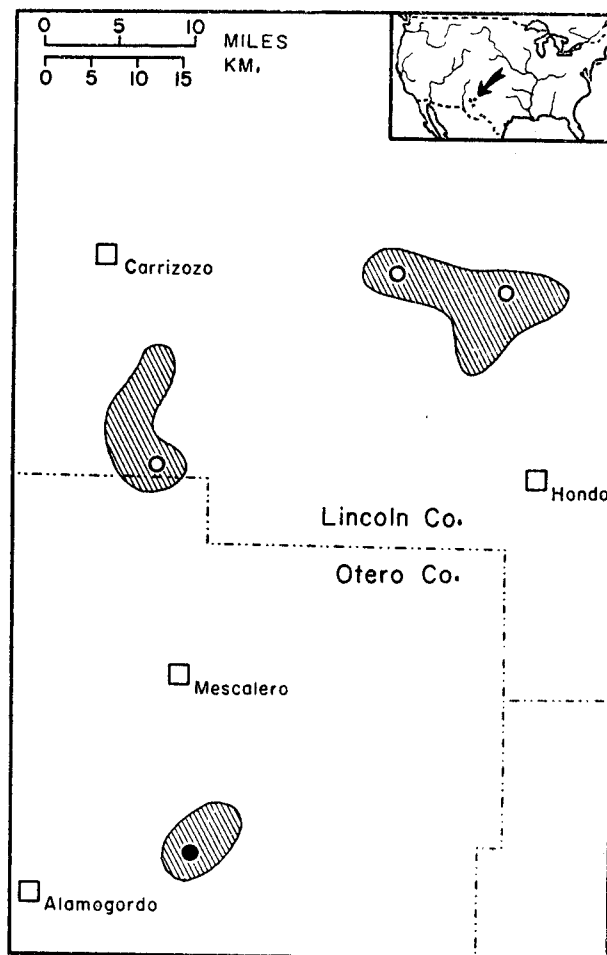 0 5 10 MILES
0 5 10 15 KM.
Carrizozo
Hondo
Lincoln Co.
Otero Co.
Mescalero
Alamogordo